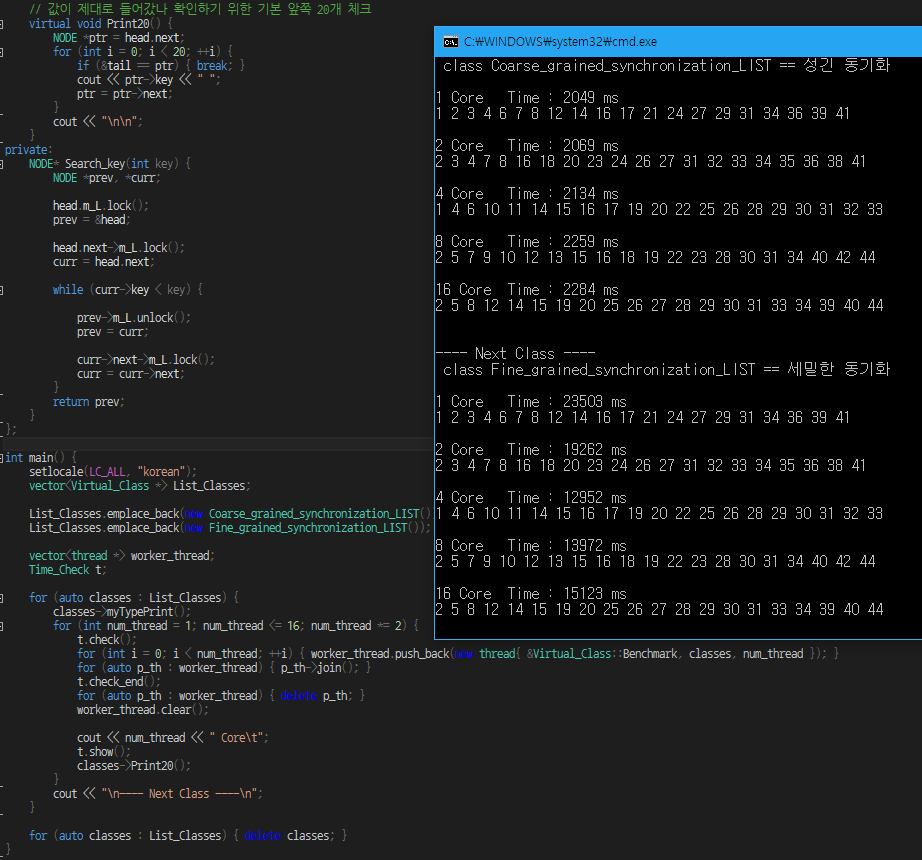 // 값이 제대로 들어갔나 확인하기 위한 기본 앞쪽 20개 체크
virtual void Print20() {
NODE *ptr = head.next;
for (int i = 0; i < 20; ++i) {
if (&tail == ptr) { break; }
cout << ptr->key << " ";
ptr = ptr->next;
}
cout << "\n\n";
}
private:
NODE* Search_key(int key) {
NODE *prev, *curr;
head.m_L.lock();
prev = &head;
head.next->m_L.lock();
curr = head.next;
while (curr->key < key) {
prev->m_L.unlock();
prev = curr;
curr->next->m_L.lock();
curr = curr->next;
}
return prev;
}
};
int main() {
setlocale(LC_ALL, "korean");
vector<Virtual_Class *> List_Classes;
List_Classes.emplace_back(new Coarse_grained_synchronization_LIST()
List_Classes.emplace_back(new Fine_grained_synchronization_LIST());
vector<thread *> worker_thread;
Time_Check t;
for (auto classes : List_Classes) {
classes->myTypePrint();
for (int num_thread = 1; num_thread <= 16; num_thread *= 2) {
t.check();
for (int i = 0; i < num_thread; ++i) { worker_thread.push_back(new thread{ &Virtual_Class::Benchmark, classes, num_thread }); }
for (auto p_th : worker_thread) { p_th->join(); }
t.check_end();
for (auto p_th : worker_thread) { delete p_th; }
worker_thread.clear();
cout << num_thread << " Core\t";
t.show();
classes->Print20();
}
cout << "\n---- Next Class ----\n";
}
for (auto classes : List_Classes) { delete classes; }
}
C:₩WINDOWS₩system32₩cmd.exe
class Coarse_grained_synchronization_LIST == 성긴 동기화
1 Core Time : 2049 ms
1 2 3 4 6 7 8 12 14 16 17 21 24 27 29 31 34 36 39 41
2 Core Time : 2069 ms
2 3 4 7 8 16 18 20 23 24 26 27 31 32 33 34 35 36 38 41
4 Core Time : 2134 ms
1 4 6 10 11 14 15 16 17 19 20 22 25 26 28 29 30 31 32 33
8 Core Time : 2259 ms
2 5 7 9 10 12 13 15 16 18 19 22 23 28 30 31 34 40 42 44
16 Core Time : 2284 ms
2 5 8 12 14 15 19 20 25 26 27 28 29 30 31 33 34 39 40 44
---- Next Class ----
class Fine_grained_synchronization_LIST == 세밀한 동기화
1 Core Time : 23503 ms
1 2 3 4 6 7 8 12 14 16 17 21 24 27 29 31 34 36 39 41
2 Core Time : 19262 ms
2 3 4 7 8 16 18 20 23 24 26 27 31 32 33 34 35 36 38 41
4 Core Time : 12952 ms
1 4 6 10 11 14 15 16 17 19 20 22 25 26 28 29 30 31 32 33
8 Core Time : 13972 ms
2 5 7 9 10 12 13 15 16 18 19 22 23 28 30 31 34 40 42 44
16 Core Time : 15123 ms
2 5 8 12 14 15 19 20 25 26 27 28 29 30 31 33 34 39 40 44